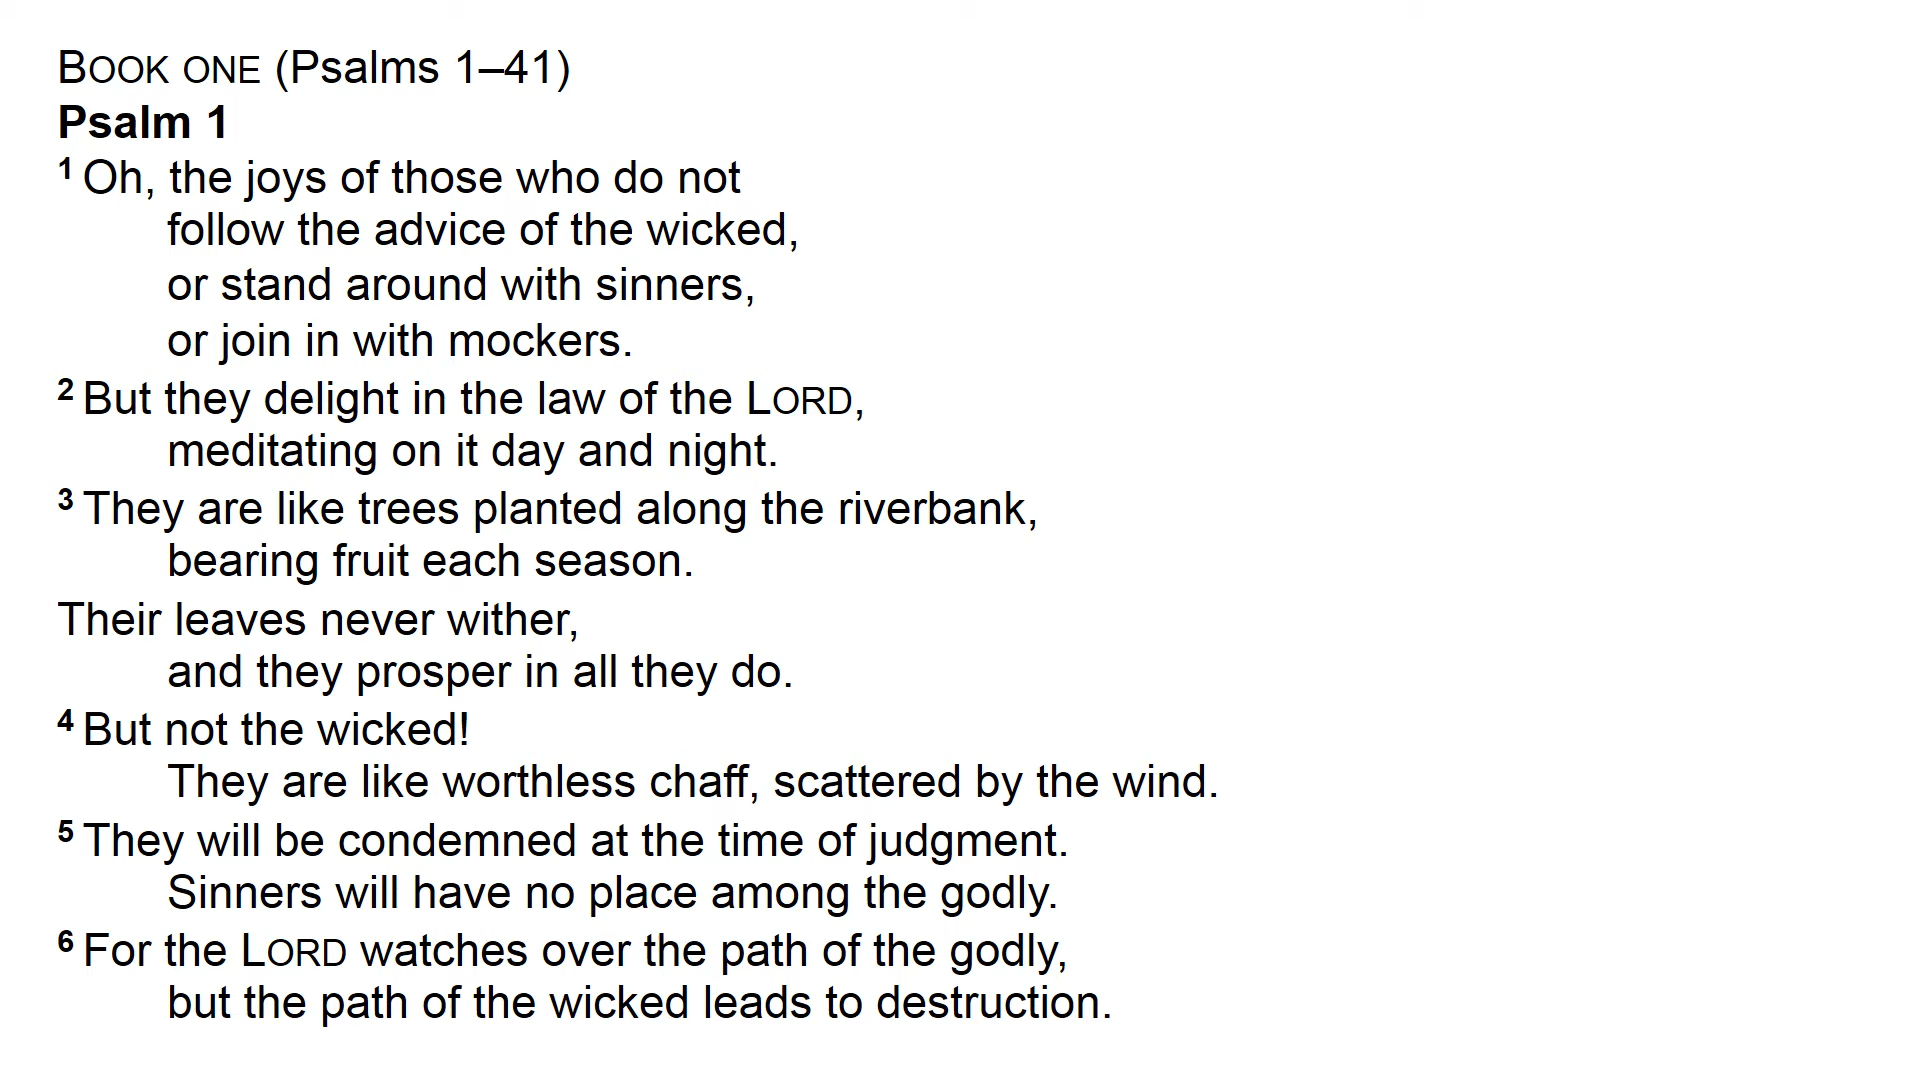 BOOK ONE (Psalms 1–41)
Psalm 1
1 Oh, the joys of those who do not
follow the advice of the wicked,
or stand around with sinners,
or join in with mockers.
2 But they delight in the law of the LORD,
meditating on it day and night.
3 They are like trees planted along the riverbank,
bearing fruit each season.
Their leaves never wither,
and they prosper in all they do.
4 But not the wicked!
They are like worthless chaff, scattered by the wind.
5 They will be condemned at the time of judgment.
Sinners will have no place among the godly.
6 For the LORD watches over the path of the godly,
but the path of the wicked leads to destruction.